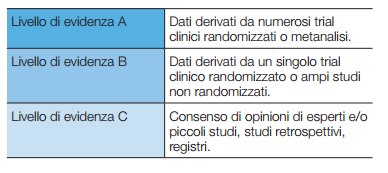 Livello di evidenza A
Dati derivati da numerosi trial
clinici randomizzati o metanalisi.
Livello di evidenza B
Dati derivati da un singolo trial
clinico randomizzato o ampi studi
non randomizzati.
Livello di evidenza C
Consenso di opinioni di esperti e/o
piccoli studi, studi retrospettivi,
registri.